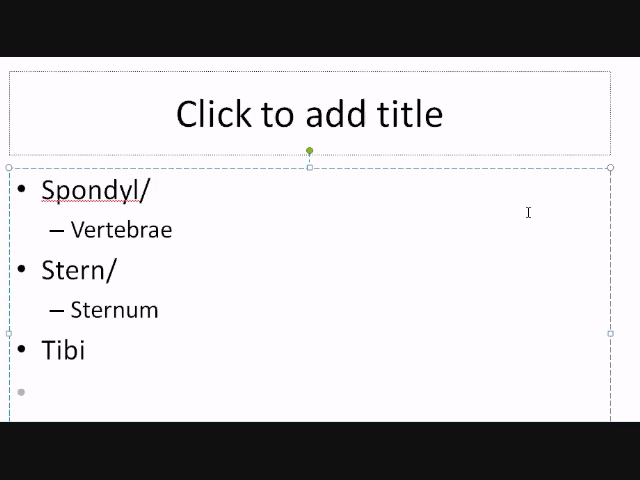 Click to add title
• Spondyl/
– Vertebrae
• Stern/
– Sternum
• Tibi
•